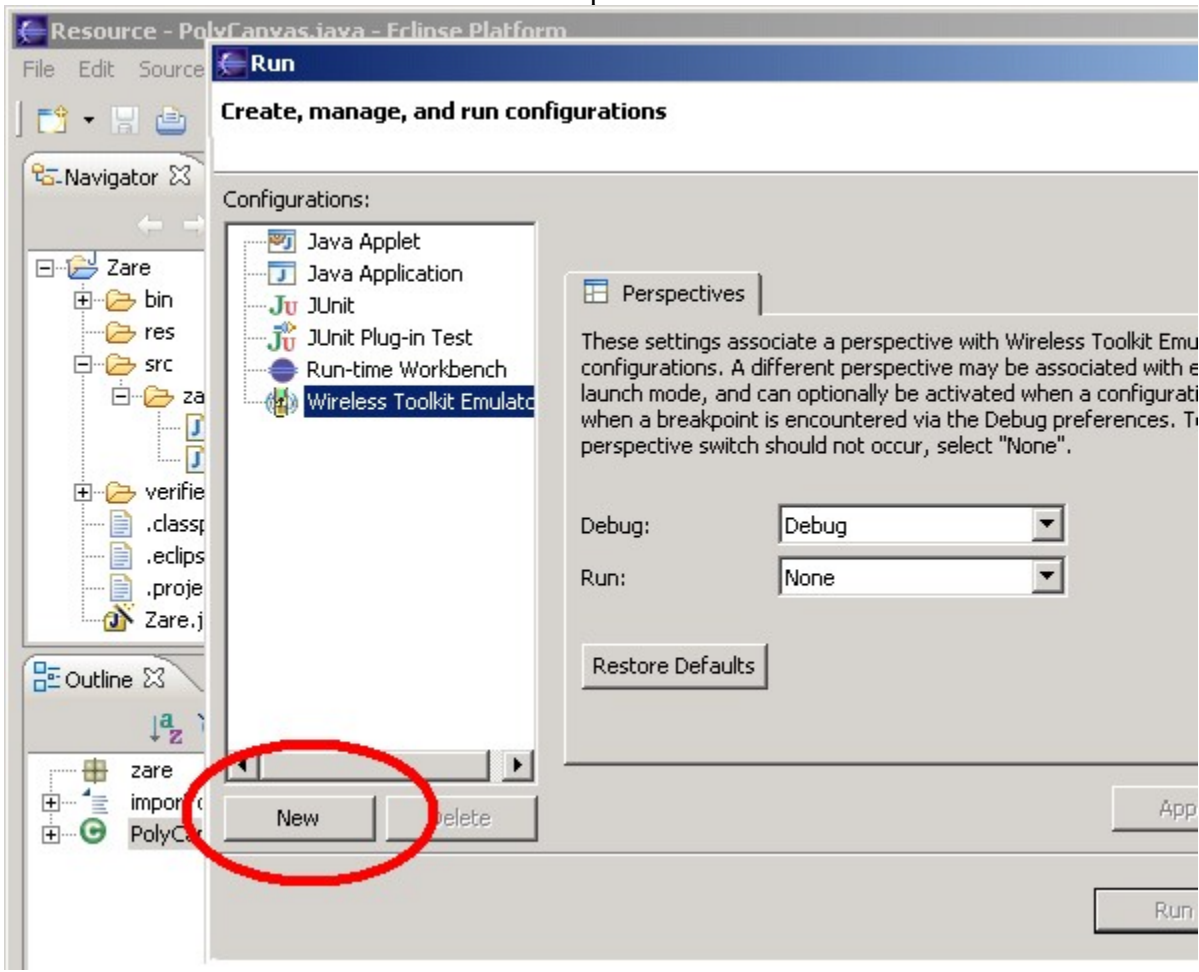 Resource - PolyCanvas.java - Eclipse Platform
File Edit Source
Run
Create, manage, and run configurations
Navigator
Zare
bin
res
src
za
verifie
.classp
.eclips
.proje
Zare.j
Outline
zare
import
PolyCa
Configurations:
Java Applet
Java Application
JUnit
JUnit Plug-in Test
Run-time Workbench
Wireless Toolkit Emulato
New
Delete
Perspectives
These settings associate a perspective with Wireless Toolkit Emu
configurations. A different perspective may be associated with e
launch mode, and can optionally be activated when a configurati
when a breakpoint is encountered via the Debug preferences. T
perspective switch should not occur, select "None".
Debug: Debug
Run: None
Restore Defaults
App
Run